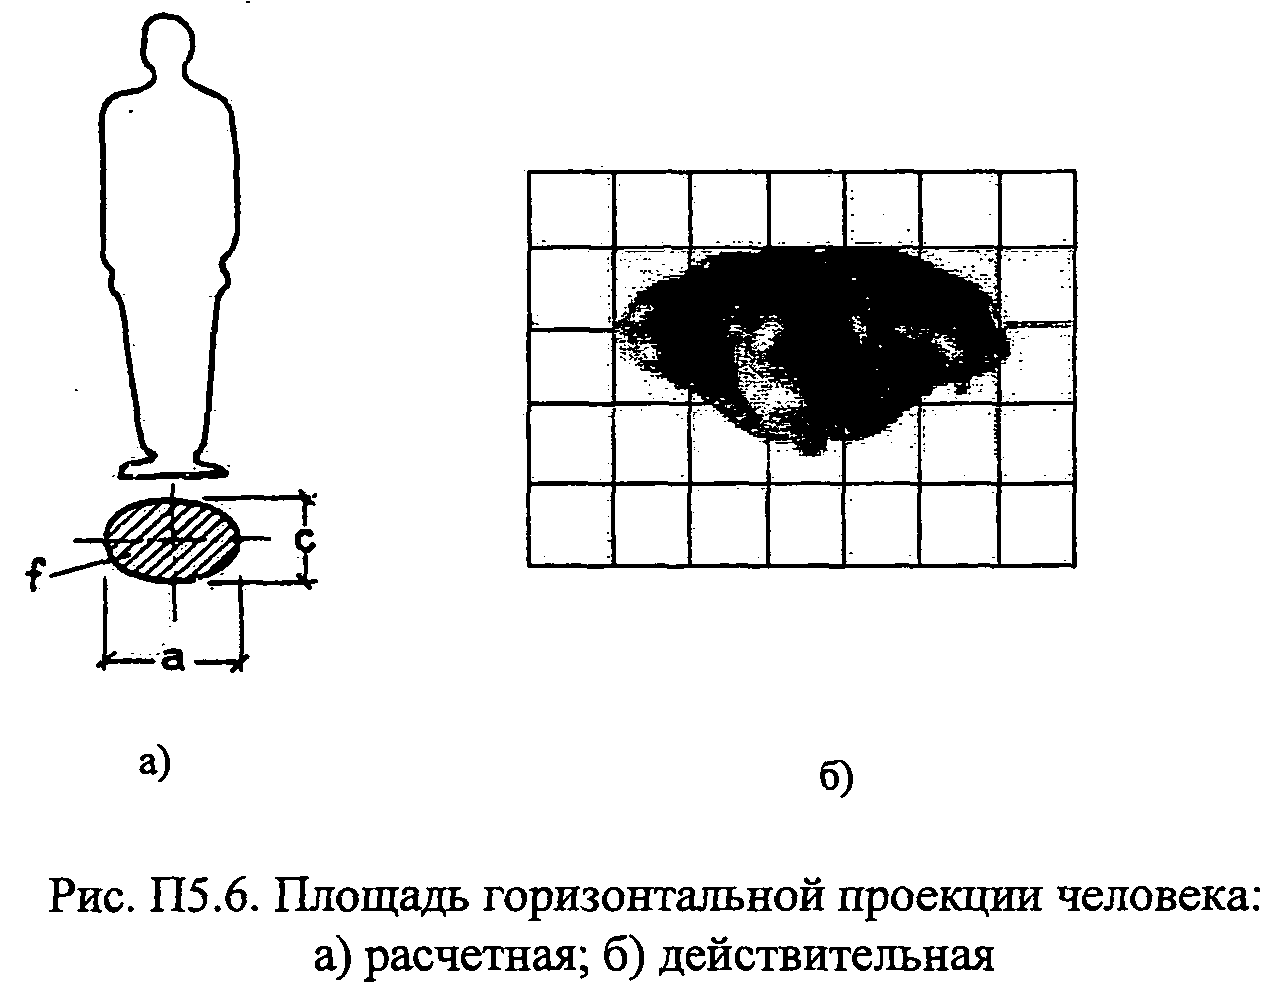 f
c
a
а)
б)
Рис. П5.6. Площадь горизонтальной проекции человека:
а) расчетная; б) действительная